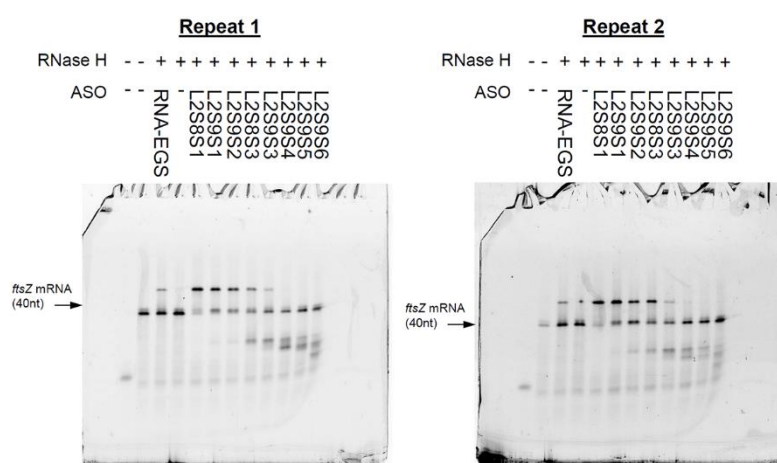 Repeat 1
RNase H - - + + + + + + + + + +
ASO - - RNA-EGS - L2S8S1 L2S9S1 L2S9S2 L2S8S3 L2S9S3 L2S9S4 L2S9S5 L2S9S6
ftsZ mRNA
(40nt)
Repeat 2
RNase H - - + + + + + + + + + +
ASO - - RNA-EGS - L2S8S1 L2S9S1 L2S9S2 L2S8S3 L2S9S3 L2S9S4 L2S9S5 L2S9S6
ftsZ mRNA
(40nt)